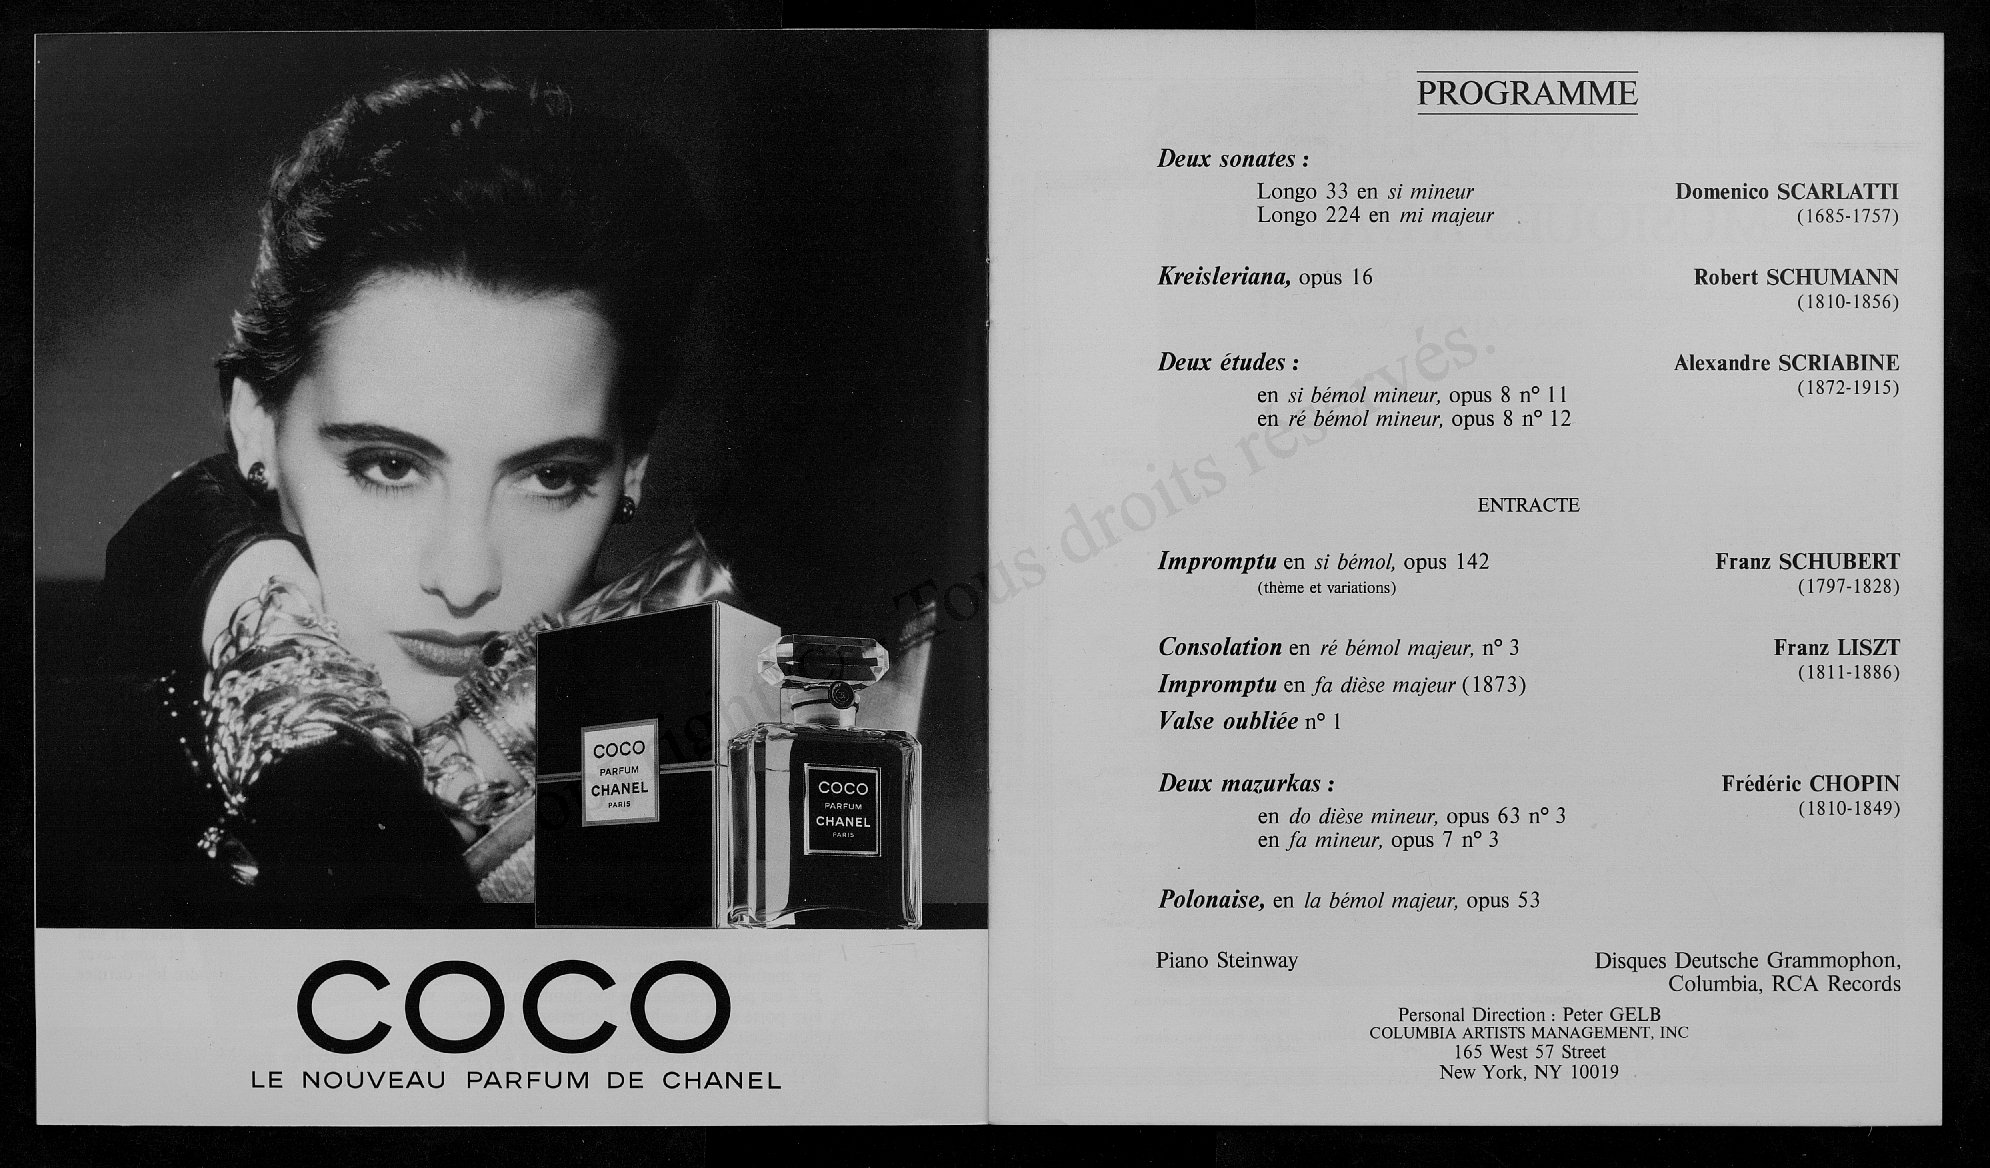 COCO
PARFUM
CHANEL
PARIS
COCO
PARFUM
CHANEL
PARIS
COCO
LE NOUVEAU PARFUM DE CHANEL
PROGRAMME
Deux sonates :
Longo 33 en si mineur
Longo 224 en mi majeur
Domenico SCARLATTI
(1685-1757)
Kreisleriana, opus 16
Robert SCHUMANN
(1810-1856)
Deux études :
en si bémol mineur, opus 8 n° 11
en ré bémol mineur, opus 8 n° 12
Alexandre SCRIABINE
(1872-1915)
ENTRACTE
Impromptu en si bémol, opus 142
(thème et variations)
Franz SCHUBERT
(1797-1828)
Consolation en ré bémol majeur, n° 3
Impromptu en fa dièse majeur (1873)
Valse oubliée n° 1
Franz LISZT
(1811-1886)
Deux mazurkas :
en do dièse mineur, opus 63 n° 3
en fa mineur, opus 7 n° 3
Frédéric CHOPIN
(1810-1849)
Polonaise, en la bémol majeur, opus 53
Piano Steinway
Disques Deutsche Grammophon,
Columbia, RCA Records
Personal Direction : Peter GELB
COLUMBIA ARTISTS MANAGEMENT, INC
165 West 57 Street
New York, NY 10019
Tous droits réservés.